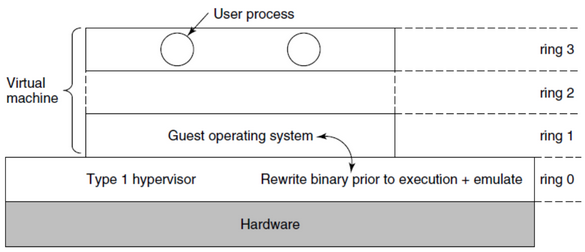 User process
ring 3
Virtual
machine
ring 2
Guest operating system
ring 1
Type 1 hypervisor
Rewrite binary prior to execution + emulate
ring 0
Hardware